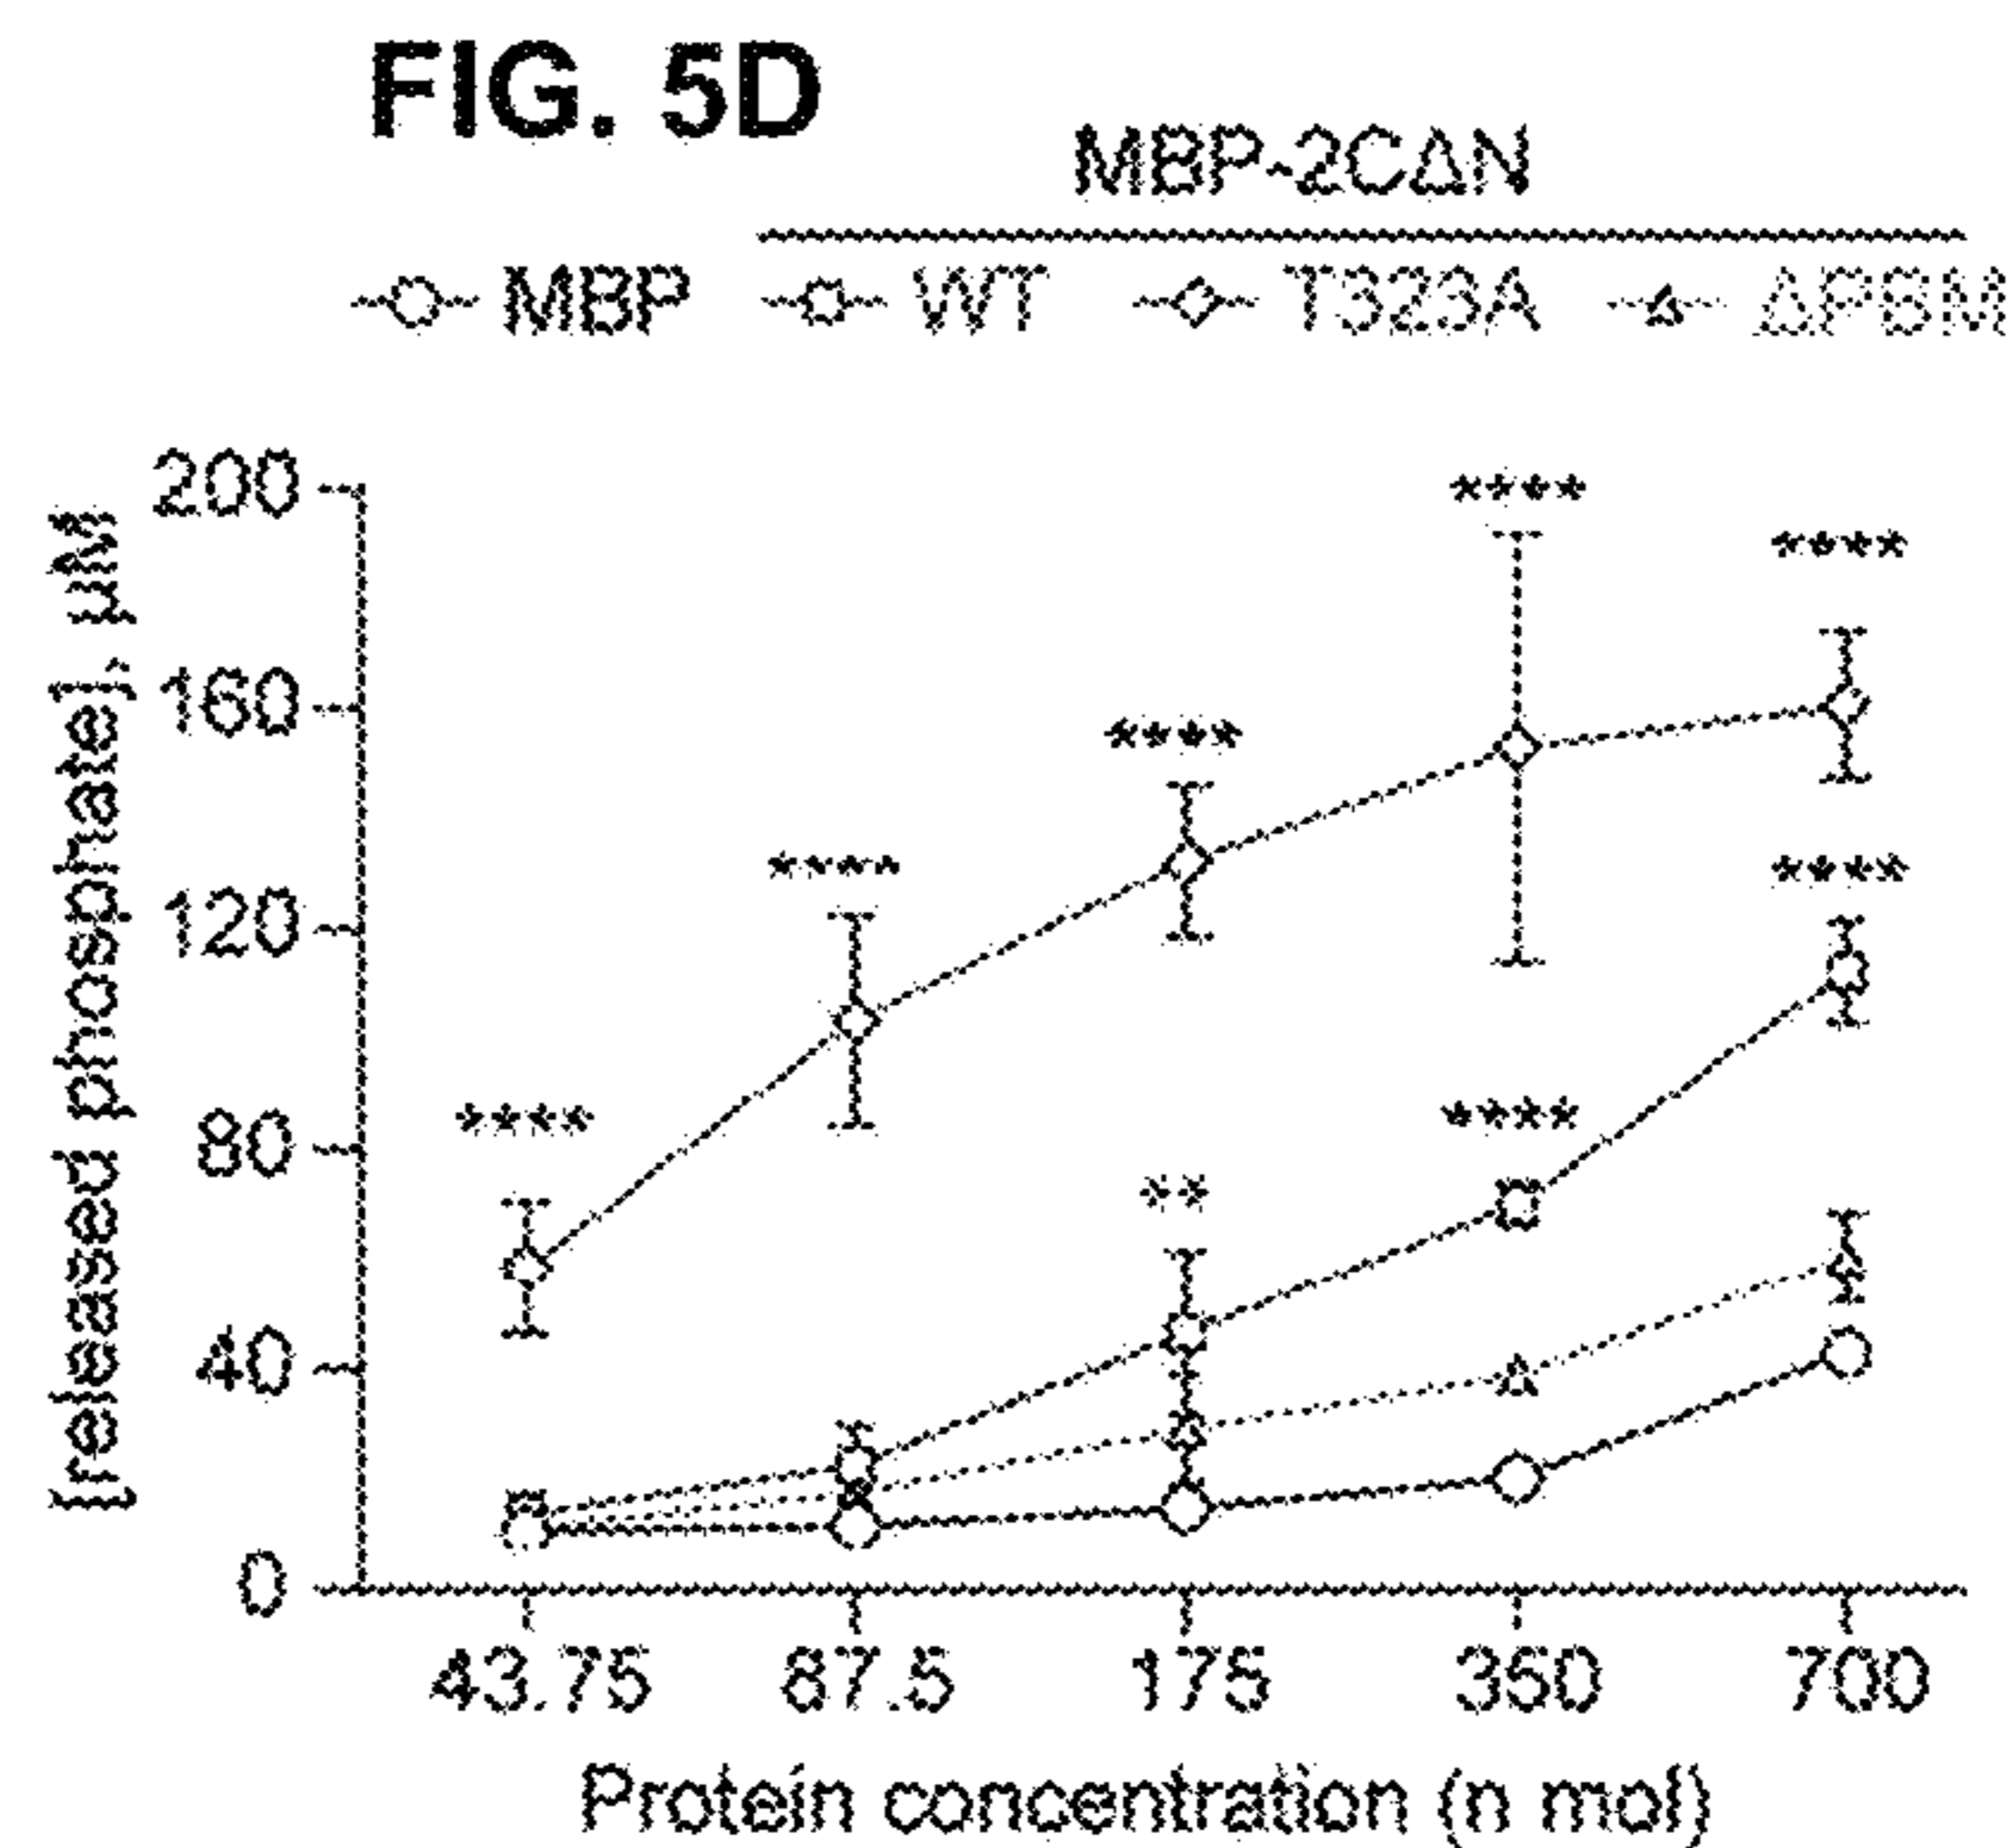 FIG. 5D
MBP-2CΔN
MBP WT T323A ΔPSM
[released phosphate], µM
200
160
120
80
40
0
****
****
****
****
****
****
****
**
43.75 87.5 175 350 700
Protein concentration (n mol)